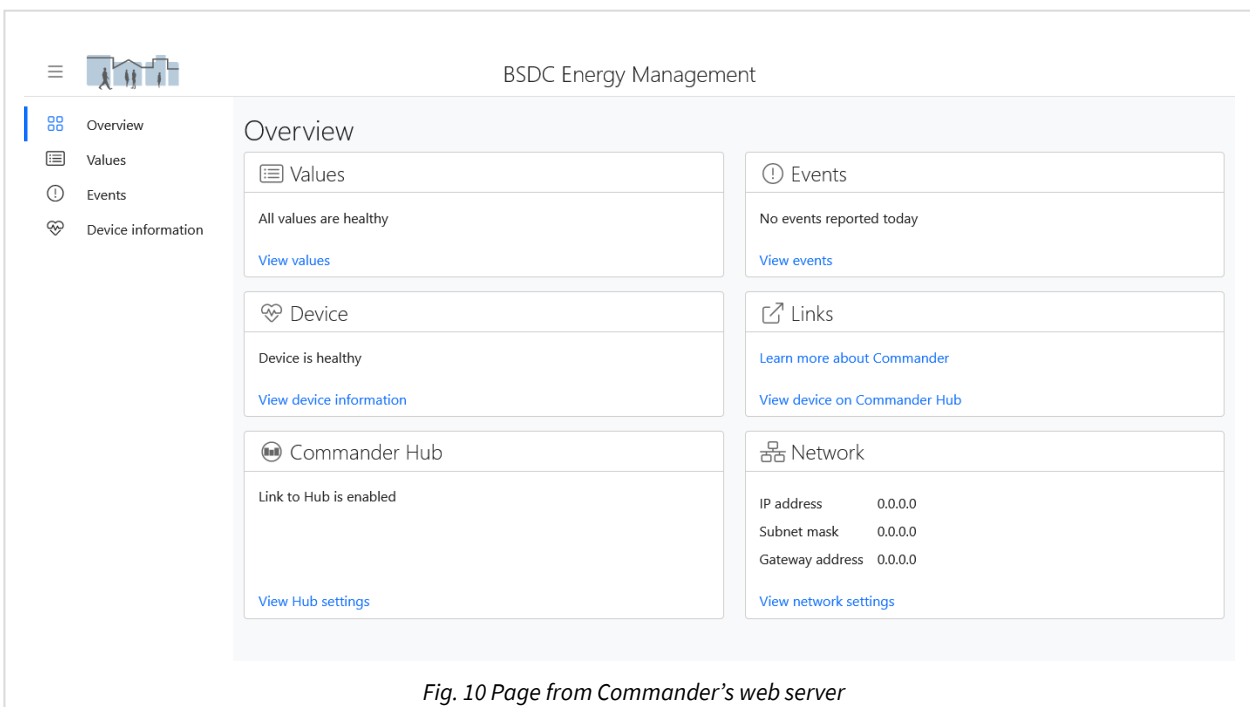 BSDC Energy Management
Overview
Values
Events
Device information
Overview
Values
All values are healthy
View values
Events
No events reported today
View events
Device
Device is healthy
View device information
Links
Learn more about Commander
View device on Commander Hub
Commander Hub
Link to Hub is enabled
View Hub settings
Network
IP address 0.0.0.0
Subnet mask 0.0.0.0
Gateway address 0.0.0.0
View network settings
Fig. 10 Page from Commander’s web server